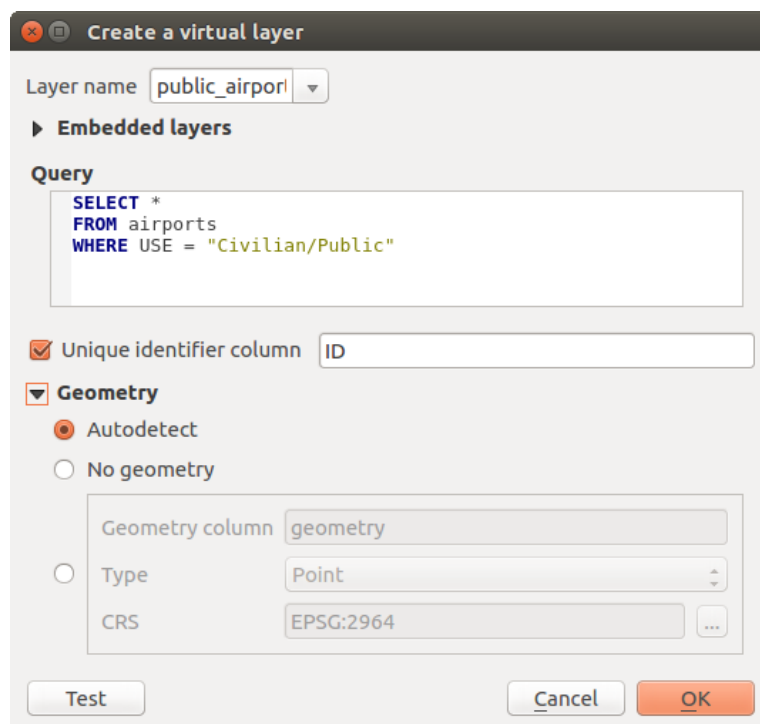 Create a virtual layer
Layer name public_airport
Embedded layers
Query
SELECT *
FROM airports
WHERE USE = "Civilian/Public"
Unique identifier column ID
Geometry
Autodetect
No geometry
Geometry column geometry
Type Point
CRS EPSG:2964
...
Test Cancel OK